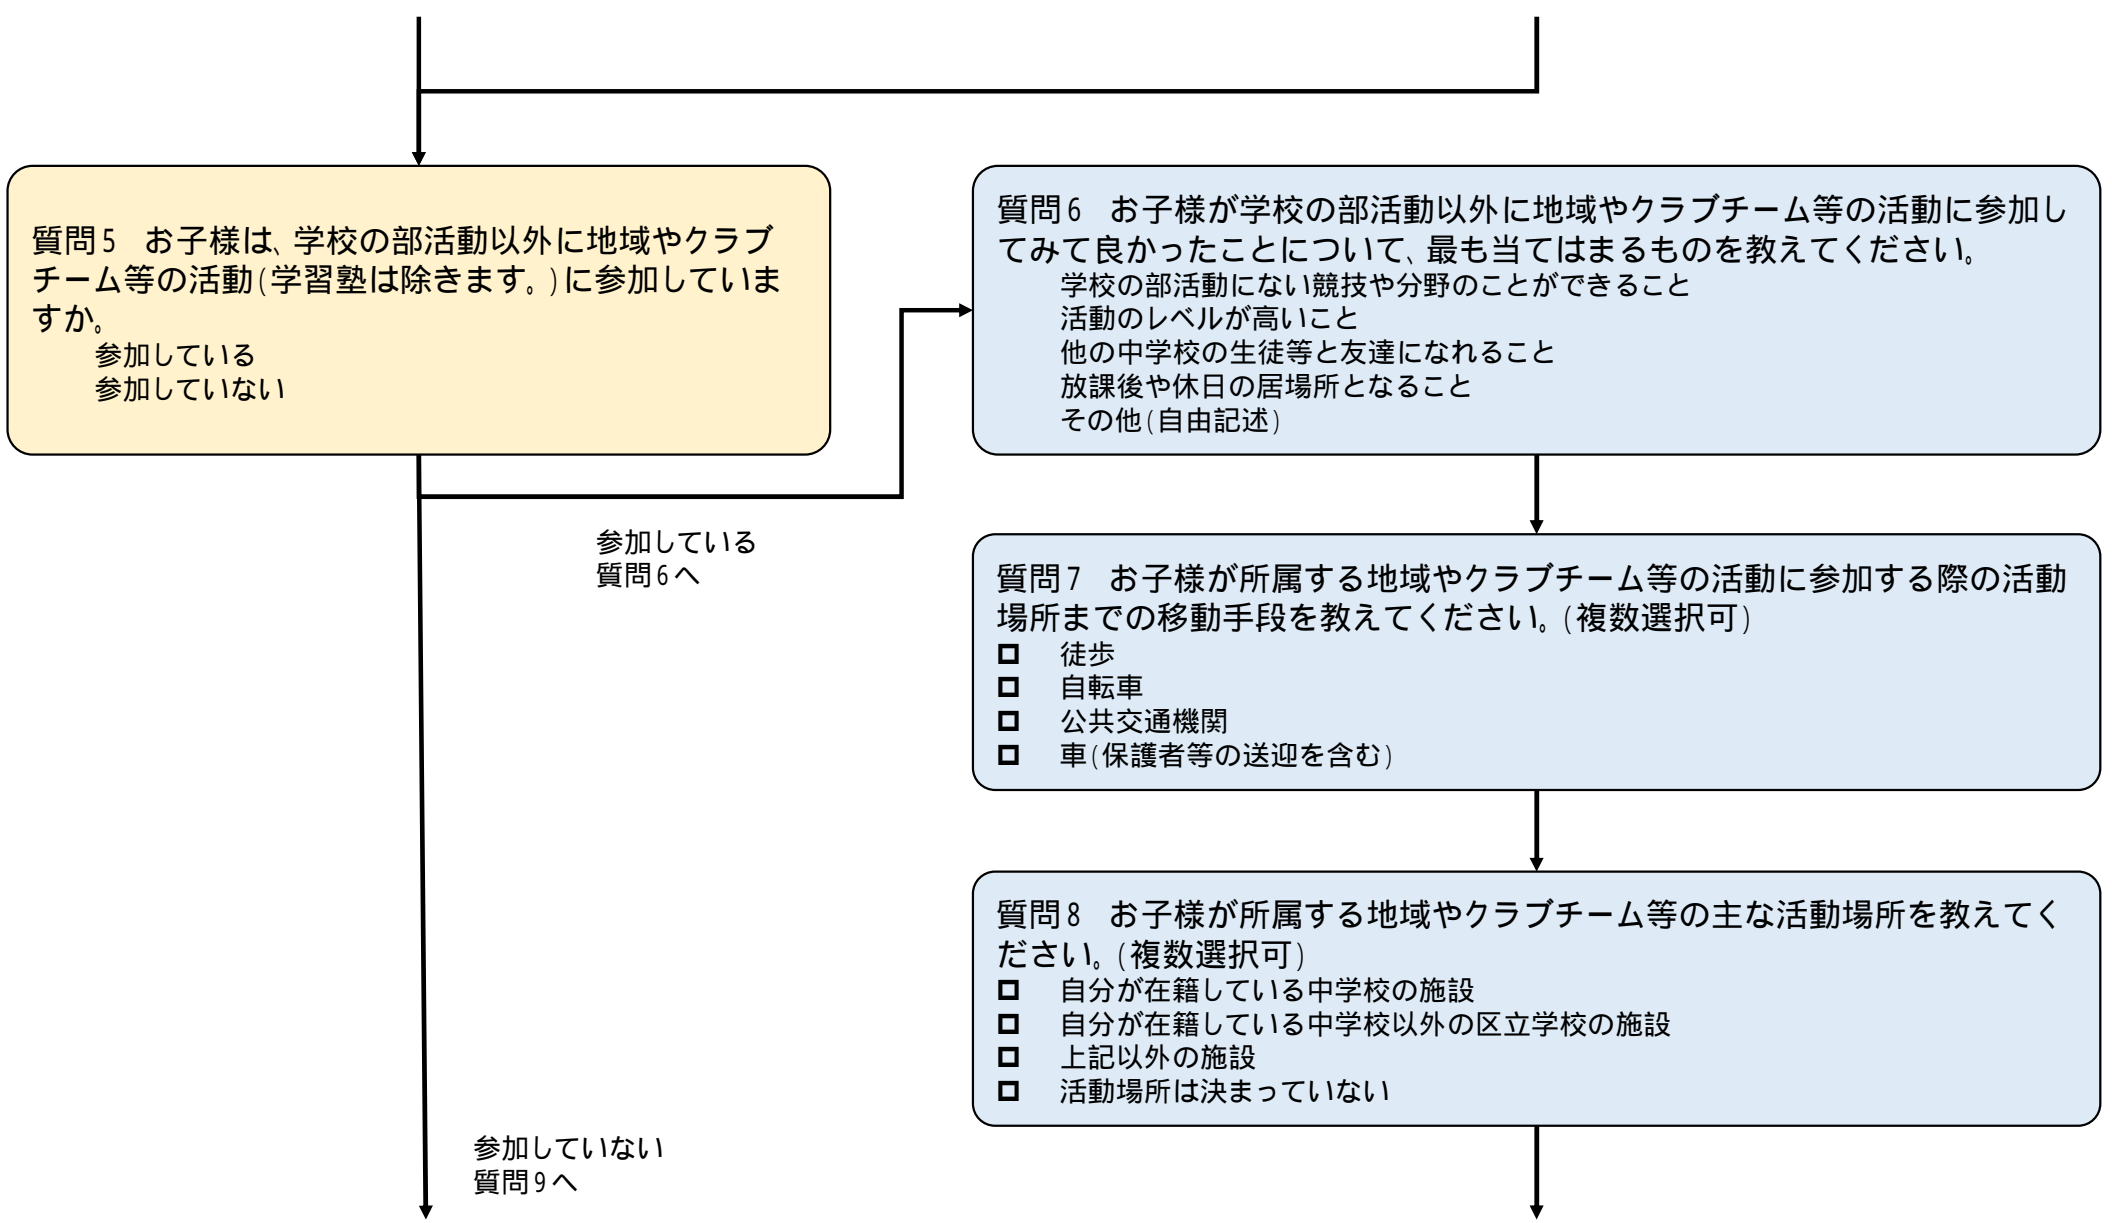 質問5　お子様は、学校の部活動以外に地域やクラブ
チーム等の活動(学習塾は除きます。)に参加していま
すか。
参加している
参加していない
参加している
質問6へ
参加していない
質問9へ
質問6　お子様が学校の部活動以外に地域やクラブチーム等の活動に参加し
てみて良かったことについて、最も当てはまるものを教えてください。
学校の部活動にない競技や分野のことができること
活動のレベルが高いこと
他の中学校の生徒等と友達になれること
放課後や休日の居場所となること
その他(自由記述)
質問7　お子様が所属する地域やクラブチーム等の活動に参加する際の活動
場所までの移動手段を教えてください。(複数選択可)
徒歩
自転車
公共交通機関
車(保護者等の送迎を含む)
質問8　お子様が所属する地域やクラブチーム等の主な活動場所を教えてく
ださい。(複数選択可)
自分が在籍している中学校の施設
自分が在籍している中学校以外の区立学校の施設
上記以外の施設
活動場所は決まっていない